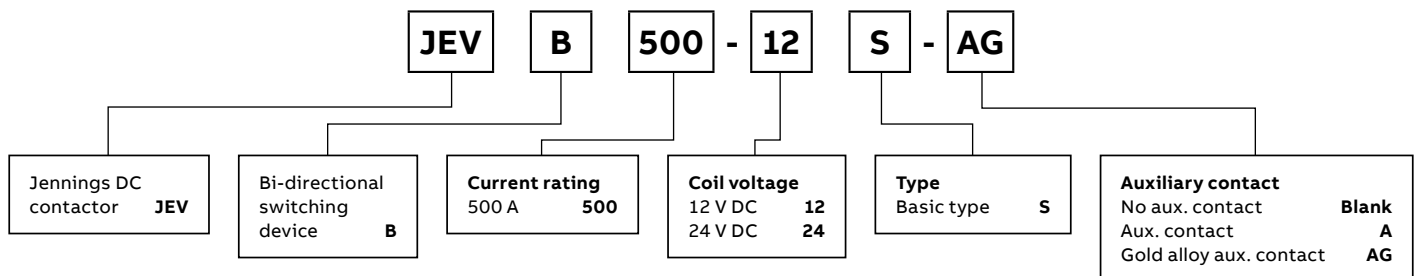 JEV B 500 - 12 S - AG
Jennings DC
contactor JEV
Bi-directional
switching
device B
Current rating
500 A 500
Coil voltage
12 V DC 12
24 V DC 24
Type
Basic type S
Auxiliary contact
No aux. contact Blank
Aux. contact A
Gold alloy aux. contact AG